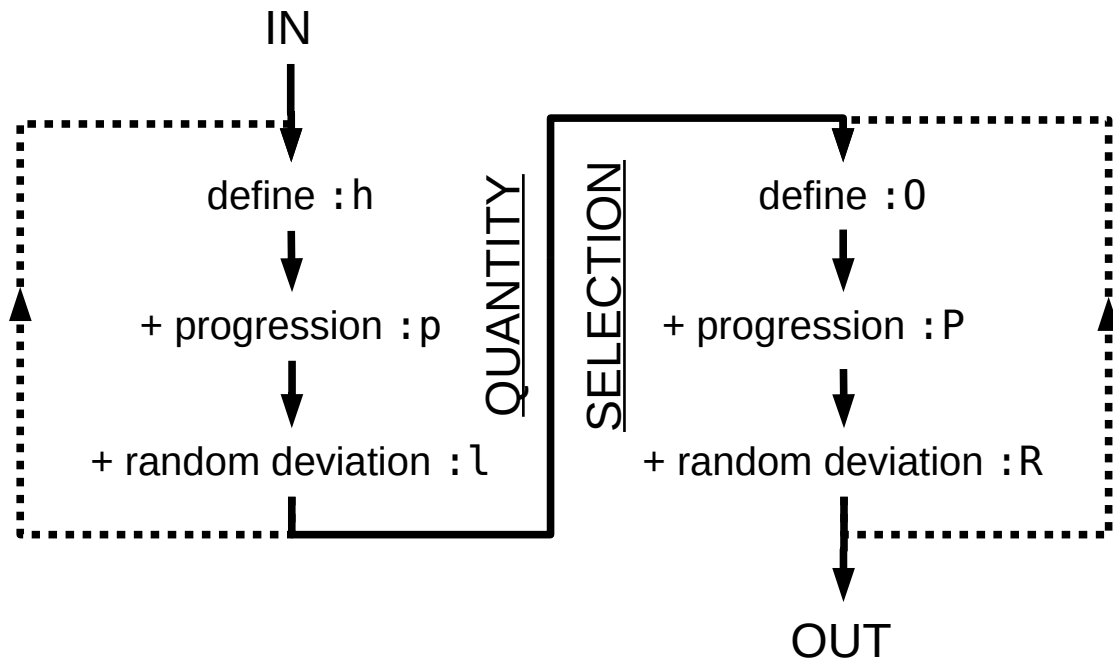 IN
define :h
+ progression :p
+ random deviation :l
QUANTITY
SELECTION
define :O
+ progression :P
+ random deviation :R
OUT